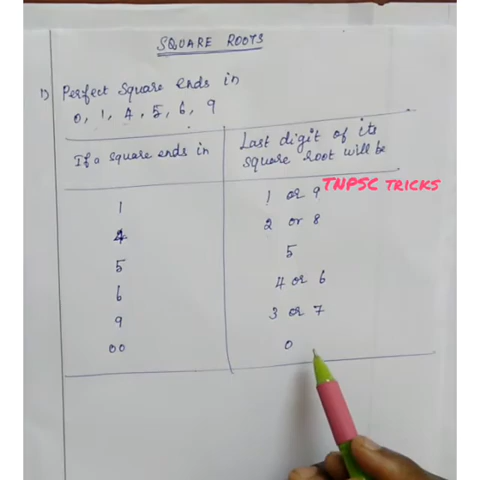 SQUARE ROOTS
1) Perfect Square ends in
0, 1, 4, 5, 6, 9
If a square ends in
Last digit of its
square root will be
1 1 or 9
TNPSC TRICKS
4 2 or 8
5 5
6 4 or 6
9 3 or 7
00 0